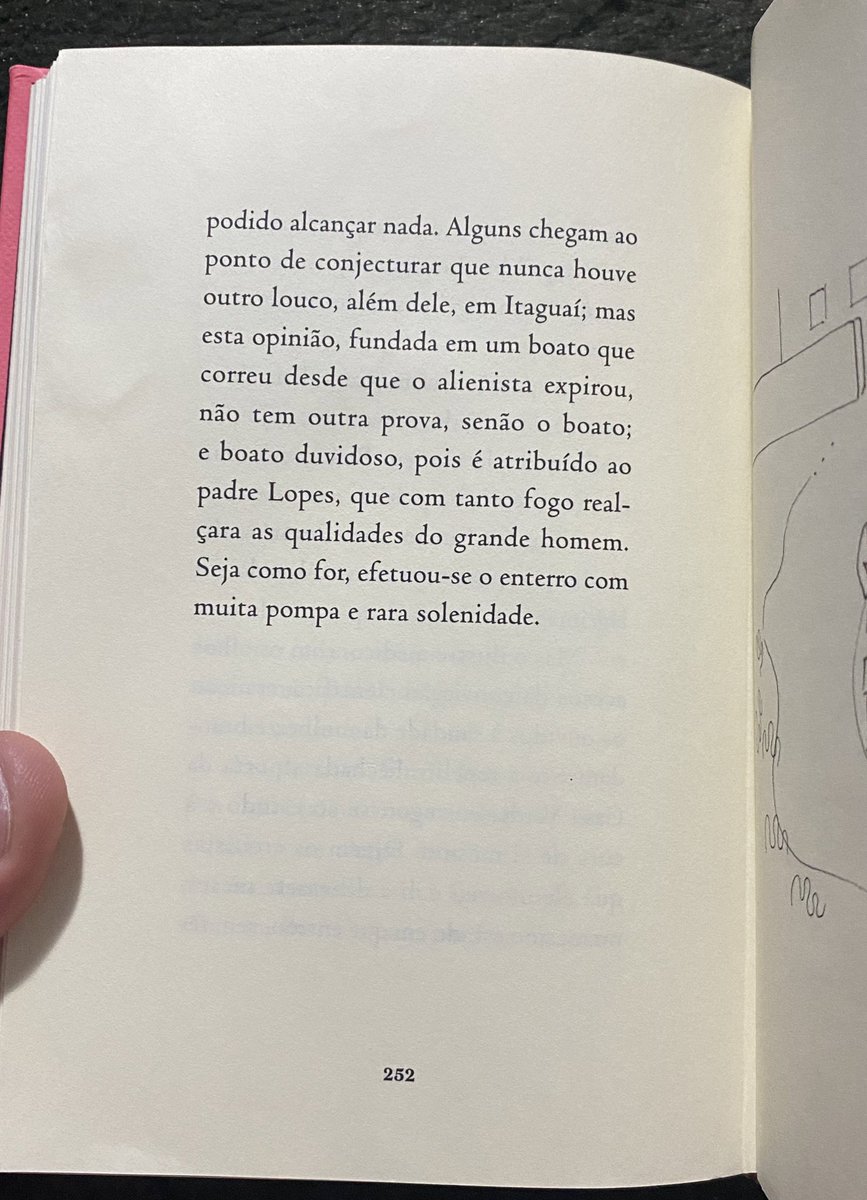 podido alcançar nada. Alguns chegam ao
ponto de conjecturar que nunca houve
outro louco, além dele, em Itaguaí; mas
esta opinião, fundada em um boato que
correu desde que o alienista expirou,
não tem outra prova, senão o boato;
e boato duvidoso, pois é atribuído ao
padre Lopes, que com tanto fogo real-
çara as qualidades do grande homem.
Seja como for, efetuou-se o enterro com
muita pompa e rara solenidade.
252